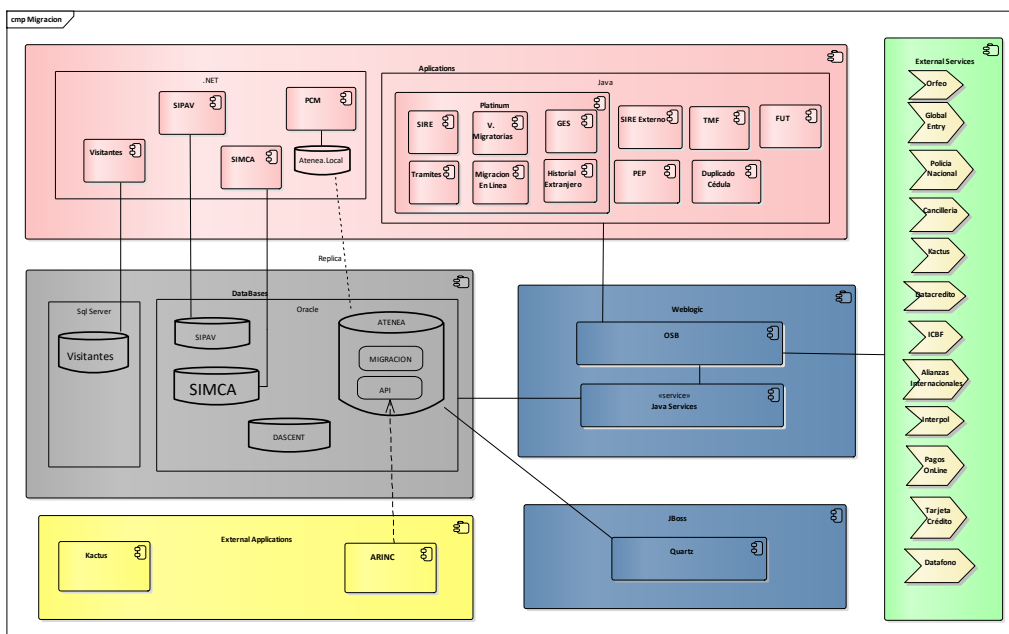 cmp Migracion
Aplications
.NET
SIPAV
PCM
Visitantes
SIMCA
Atenea.Local
Java
Platinum
SIRE
V.
Migratorias
GES
Tramites
Migracion
En Linea
Historial
Extranjero
SIRE Externo
TMF
FUT
PEP
Duplicado
Cédula
Replica
DataBases
Sql Server
Visitantes
Oracle
SIPAV
SIMCA
DASCENT
ATENEA
MIGRACION
API
Weblogic
OSB
«service»
Java Services
External Applications
Kactus
ARINC
JBoss
Quartz
External Services
Orfeo
Global
Entry
Policia
Nacional
Cancilleria
Kactus
Datacredito
ICBF
Alianzas
Internacionales
Interpol
Pagos
OnLine
Tarjeta
Crédito
Datafono